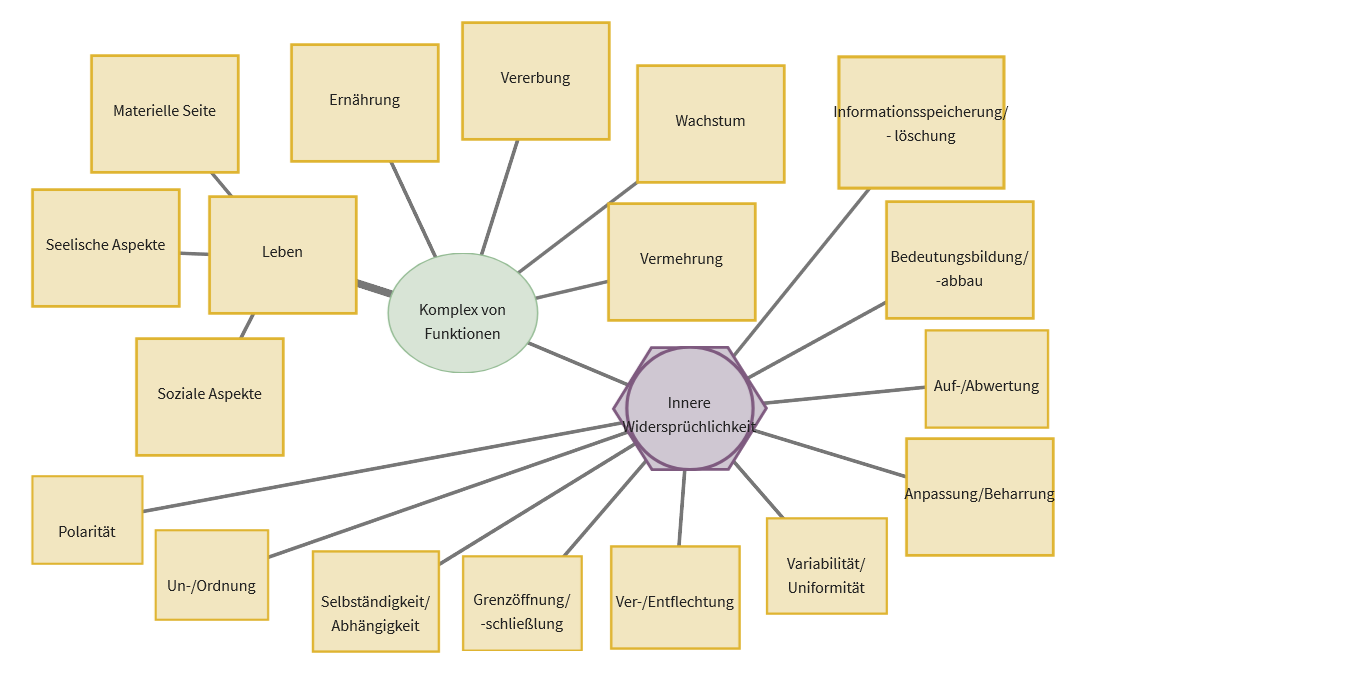 Materielle Seite
Ernährung
Vererbung
Wachstum
Informationsspeicherung/
- löschung
Seelische Aspekte
Leben
Vermehrung
Bedeutungsbildung/
-abbau
Komplex von
Funktionen
Soziale Aspekte
Innere
Widersprüchlichkeit
Auf-/Abwertung
Anpassung/Beharrung
Polarität
Un-/Ordnung
Selbständigkeit/
Abhängigkeit
Grenzöffnung/
-schließlung
Ver-/Entflechtung
Variabilität/
Uniformität